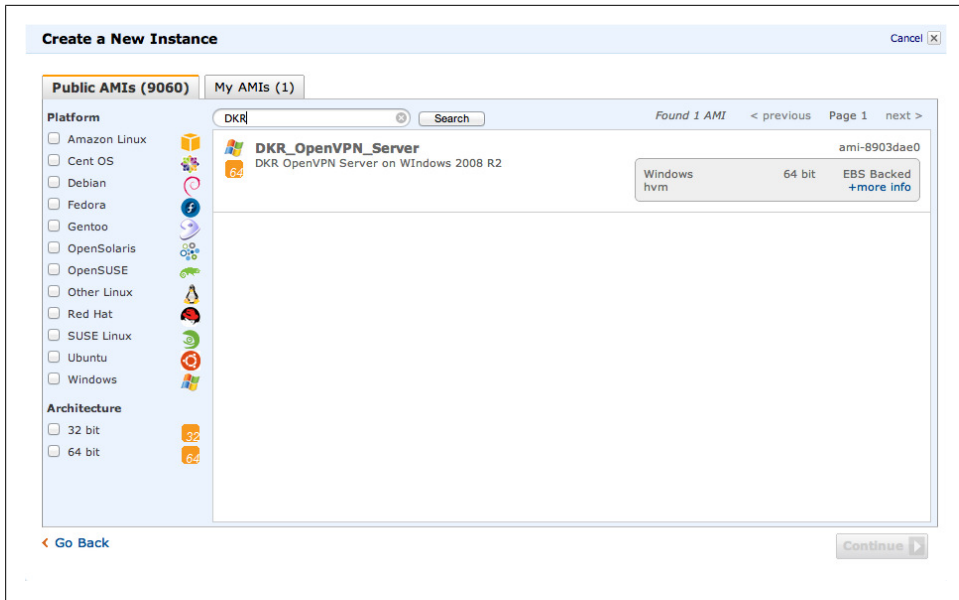 Create a New Instance
Cancel
Public AMIs (9060)
My AMIs (1)
Platform
Amazon Linux
Cent OS
Debian
Fedora
Gentoo
OpenSolaris
OpenSUSE
Other Linux
Red Hat
SUSE Linux
Ubuntu
Windows
Architecture
32 bit
32
64 bit
64
DKR
Search
Found 1 AMI
< previous
Page 1
next >
DKR_OpenVPN_Server
64
DKR OpenVPN Server on WIndows 2008 R2
ami-8903dae0
Windows 64 bit EBS Backed
hvm +more info
Go Back
Continue